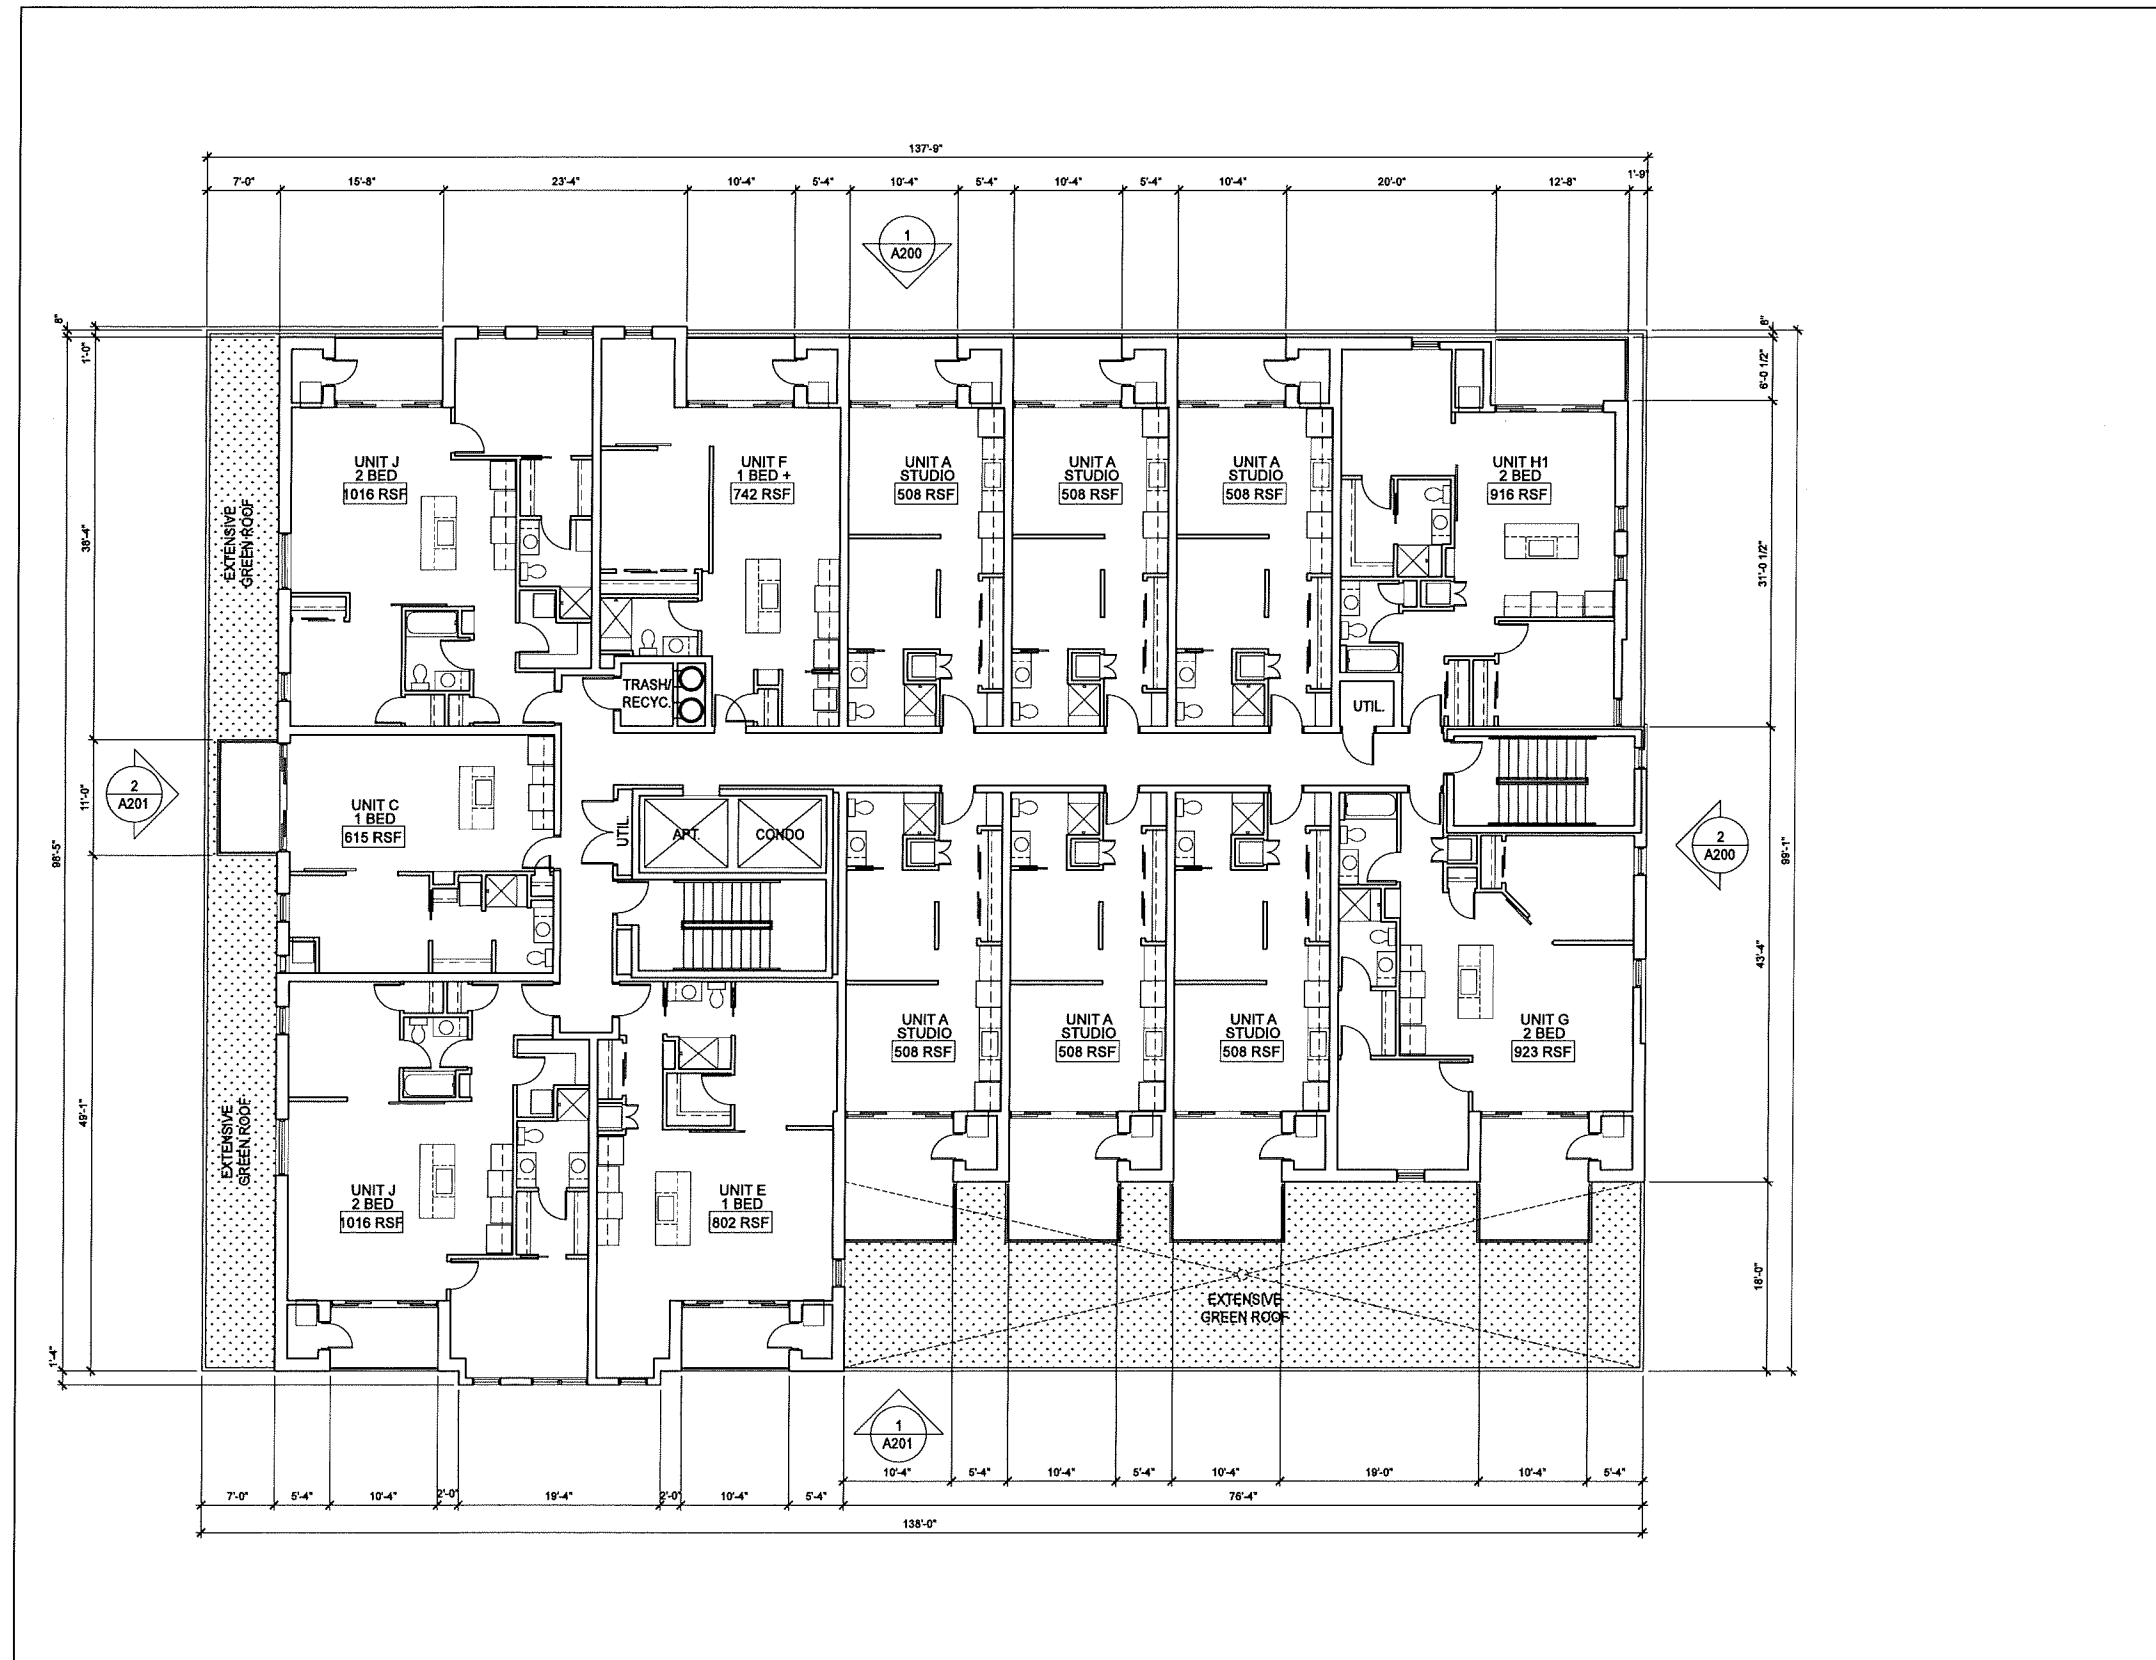 137'-9"
7'-0" 15'-8" 23'-4" 10'-4" 5'-4" 10'-4" 5'-4" 10'-4" 5'-4" 10'-4" 20'-0" 12'-8" 1'-9"
1
A200
8"
1'-0"
38'-4"
11'-0"
98'-5"
49'-1"
1'-4"
6'-0 1/2"
31'-0 1/2"
43'-4"
99'-1"
18'-0"
EXTENSIVE
GREEN ROOF
UNIT J
2 BED
1016 RSF
UNIT F
1 BED +
742 RSF
UNIT A
STUDIO
508 RSF
UNIT A
STUDIO
508 RSF
UNIT A
STUDIO
508 RSF
UNIT H1
2 BED
916 RSF
TRASH/
RECYC.
UTIL.
2
A201
UNIT C
1 BED
615 RSF
UTIL.
APT.
CONDO
2
A200
EXTENSIVE
GREEN ROOF
UNIT J
2 BED
1016 RSF
UNIT E
1 BED
802 RSF
UNIT A
STUDIO
508 RSF
UNIT A
STUDIO
508 RSF
UNIT A
STUDIO
508 RSF
UNIT G
2 BED
923 RSF
EXTENSIVE
GREEN ROOF
1
A201
10'-4" 5'-4" 10'-4" 5'-4" 10'-4" 19'-0" 10'-4" 5'-4"
7'-0" 5'-4" 10'-4" 2'-0" 19'-4" 2'-0" 10'-4" 5'-4" 76'-4"
138'-0"